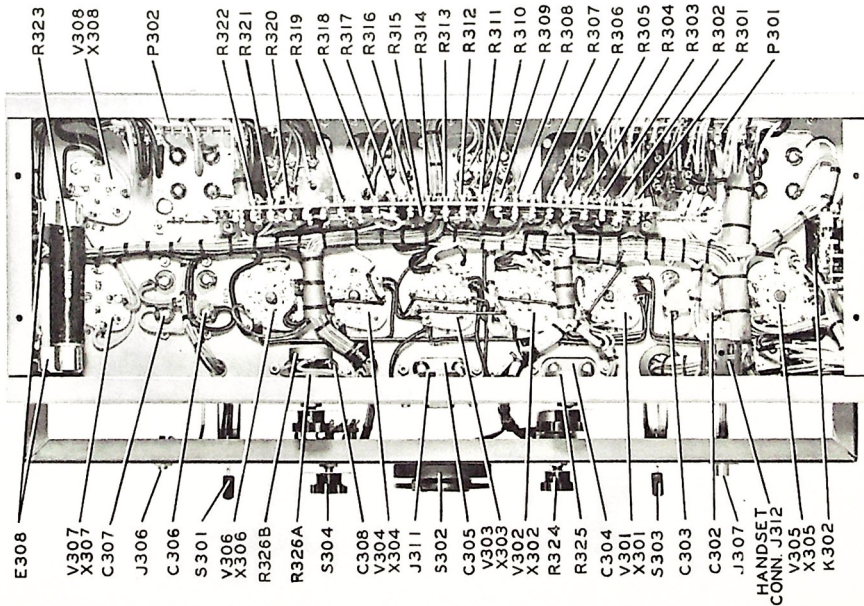 R323
V308
X308
P302
R322
R321
R320
R319
R318
R317
R316
R315
R314
R313
R312
R311
R310
R309
R308
R307
R306
R305
R304
R303
R302
R301
P301
E308
V307
X307
C307
J306
C306
S301
V306
X306
R326B
R326A
S304
C308
V304
X304
J311
S302
C305
V303
X303
V302
X302
R324
R325
C304
V301
X301
S303
C303
C302
J307
HANDSET
CONN. J312
V305
X305
K302